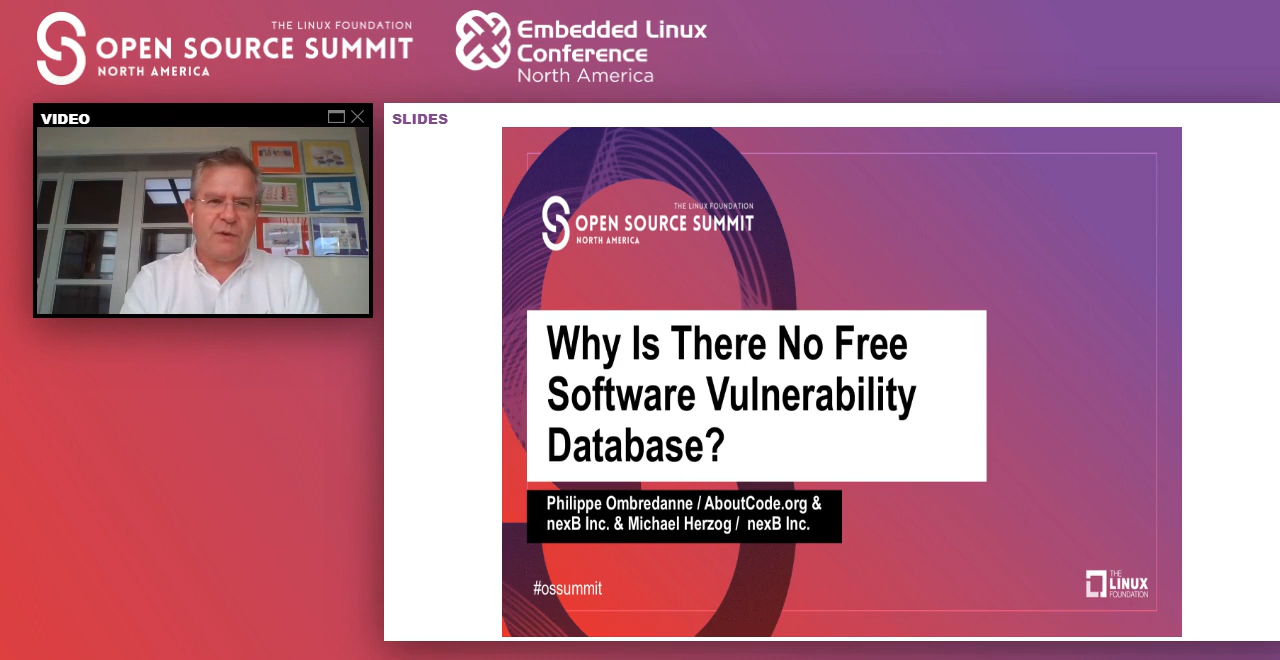 THE LINUX FOUNDATION
OPEN SOURCE SUMMIT
NORTH AMERICA
Embedded Linux
Conference
North America
VIDEO
SLIDES
THE LINUX FOUNDATION
OPEN SOURCE SUMMIT
NORTH AMERICA
Why Is There No Free
Software Vulnerability
Database?
Philippe Ombredanne / AboutCode.org &
nexB Inc. & Michael Herzog / nexB Inc.
#ossummit
THE
LINUX
FOUNDATION